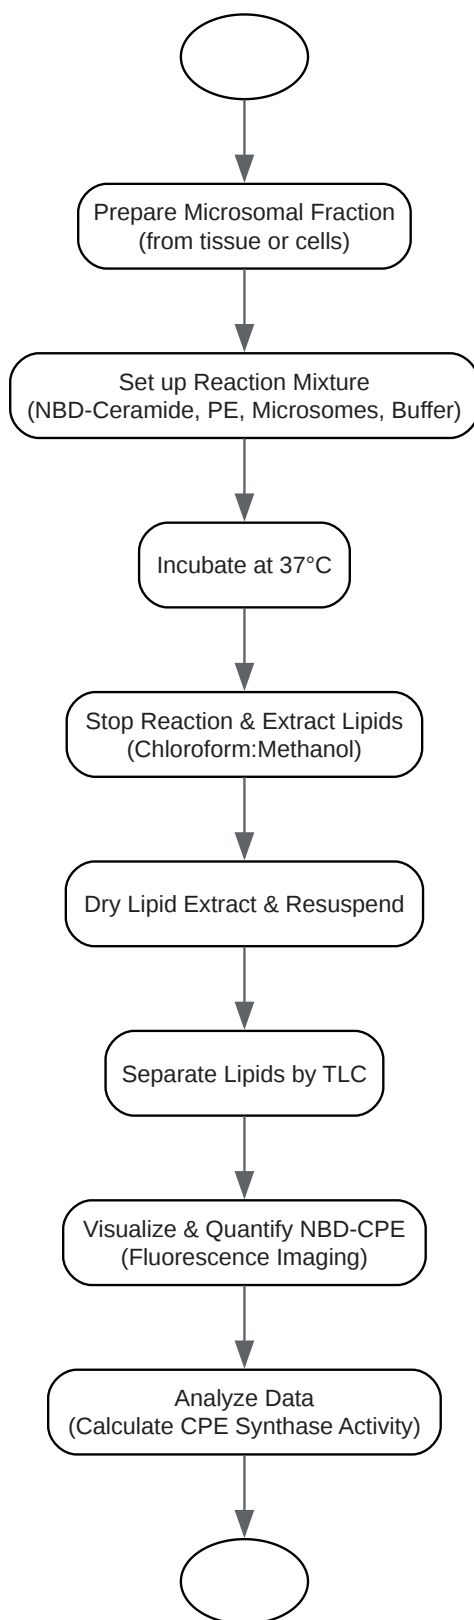 Prepare Microsomal Fraction
(from tissue or cells)
Set up Reaction Mixture
(NBD-Ceramide, PE, Microsomes, Buffer)
Incubate at 37°C
Stop Reaction & Extract Lipids
(Chloroform:Methanol)
Dry Lipid Extract & Resuspend
Separate Lipids by TLC
Visualize & Quantify NBD-CPE
(Fluorescence Imaging)
Analyze Data
(Calculate CPE Synthase Activity)